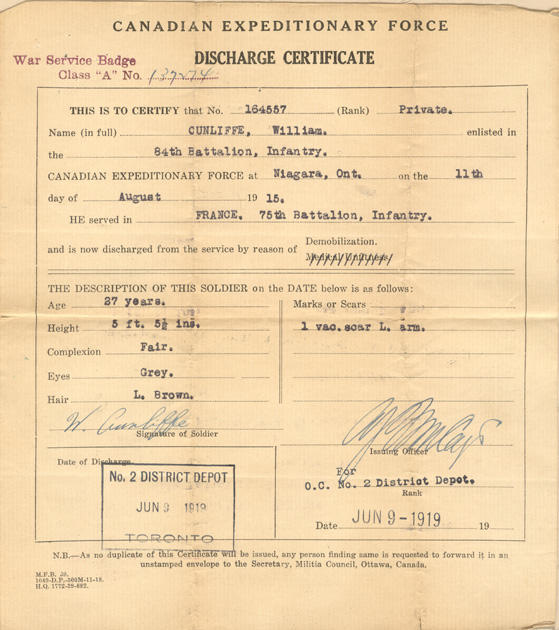 CANADIAN EXPEDITIONARY FORCE
DISCHARGE CERTIFICATE
War Service Badge
Class "A" No.
THIS IS TO CERTIFY that No. 164557 (Rank) Private.
Name (in full) CUNLIFFE, William. enlisted in
the 84th Battalion, Infantry.
CANADIAN EXPEDITIONARY FORCE at Niagara, Ont. on the 11th
day of August 19 15.
HE served in FRANCE. 75th Battalion, Infantry.
and is now discharged from the service by reason of Demobilization.
Medical Unfitness
THE DESCRIPTION OF THIS SOLDIER on the DATE below is as follows:
Age 27 years.
Height 5 ft. 5½ ins.
Complexion Fair.
Eyes Grey.
Hair L. Brown.
Marks or Scars
1 vac.scar L. arm.
W. Cunliffe
Signature of Soldier
Issuing Officer
For
O.C. No. 2 District Depot.
Rank
Date of Discharge
No. 2 DISTRICT DEPOT
JUN 9 1919
TORONTO
Date JUN 9-1919 19
N.B.—As no duplicate of this Certificate will be issued, any person finding same is requested to forward it in an
unstamped envelope to the Secretary, Militia Council, Ottawa, Canada.
M.F.B.
H.Q. 1772-39-882.